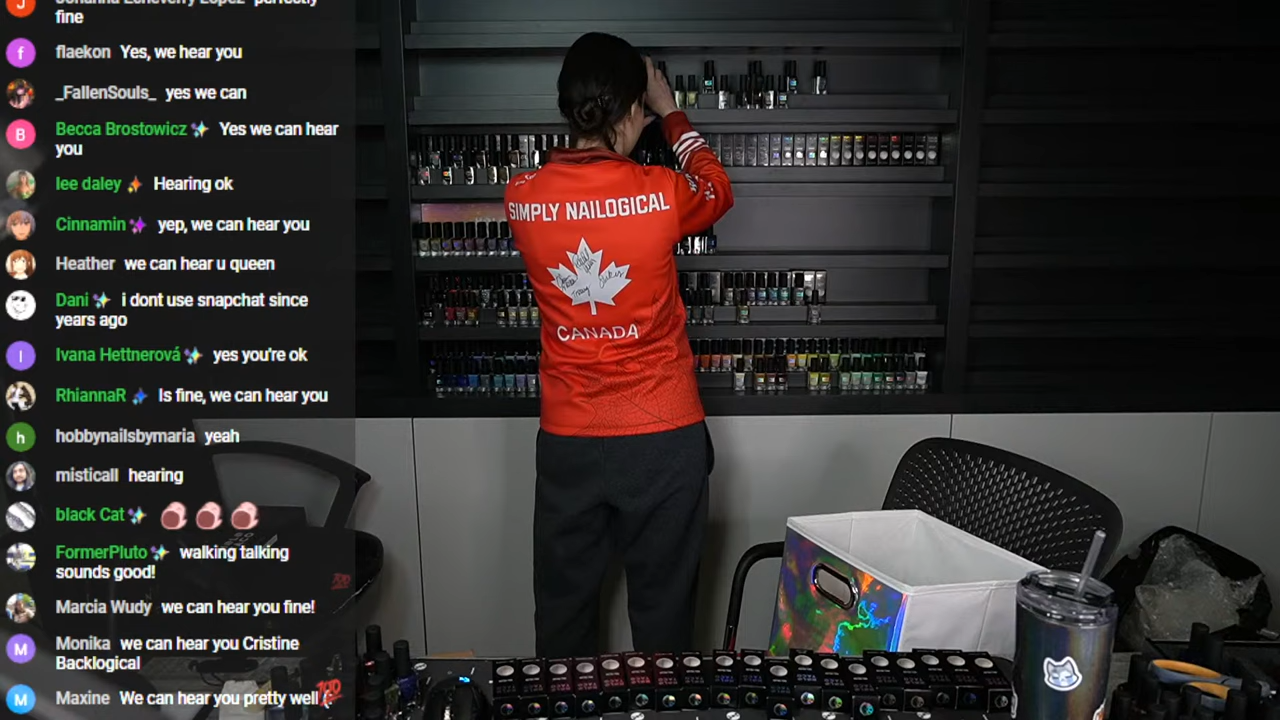 Johanna Echeverry Lopez perfectly
fine
flaekon Yes, we hear you
_FallenSouls_ yes we can
Becca Brostowicz Yes we can hear
you
lee daley Hearing ok
Cinnamin yep, we can hear you
Heather we can hear u queen
Dani i dont use snapchat since
years ago
Ivana Hettnerová yes you're ok
RhiannaR Is fine, we can hear you
hobbynailsbymaria yeah
misticall hearing
black Cat
FormerPluto walking talking
sounds good!
Marcia Wudy we can hear you fine!
Monika we can hear you Cristine
Backlogical
Maxine We can hear you pretty well
SIMPLY NAILOGICAL
CANADA